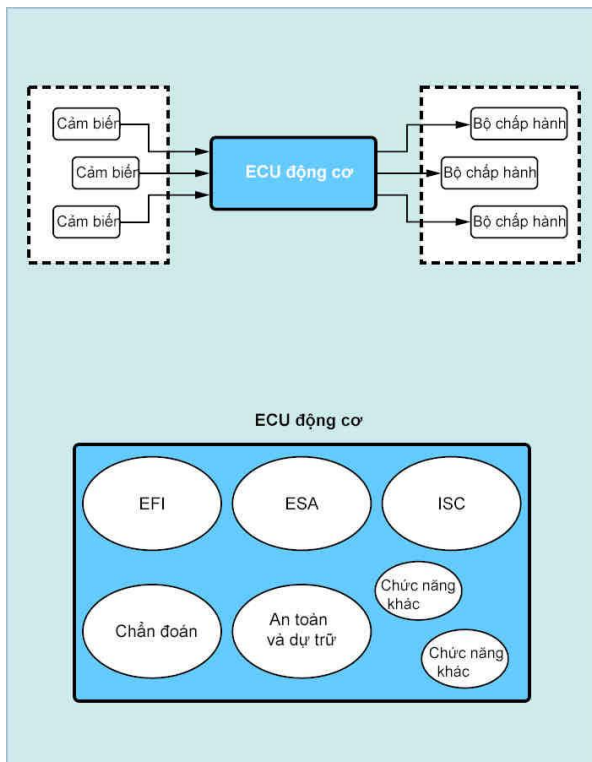 Cảm biến
Bộ chấp hành
Cảm biến
ECU động cơ
Bộ chấp hành
Cảm biến
Bộ chấp hành
ECU động cơ
EFI
ESA
ISC
Chức năng
khác
Chẩn đoán
An toàn
và dự trữ
Chức năng
khác